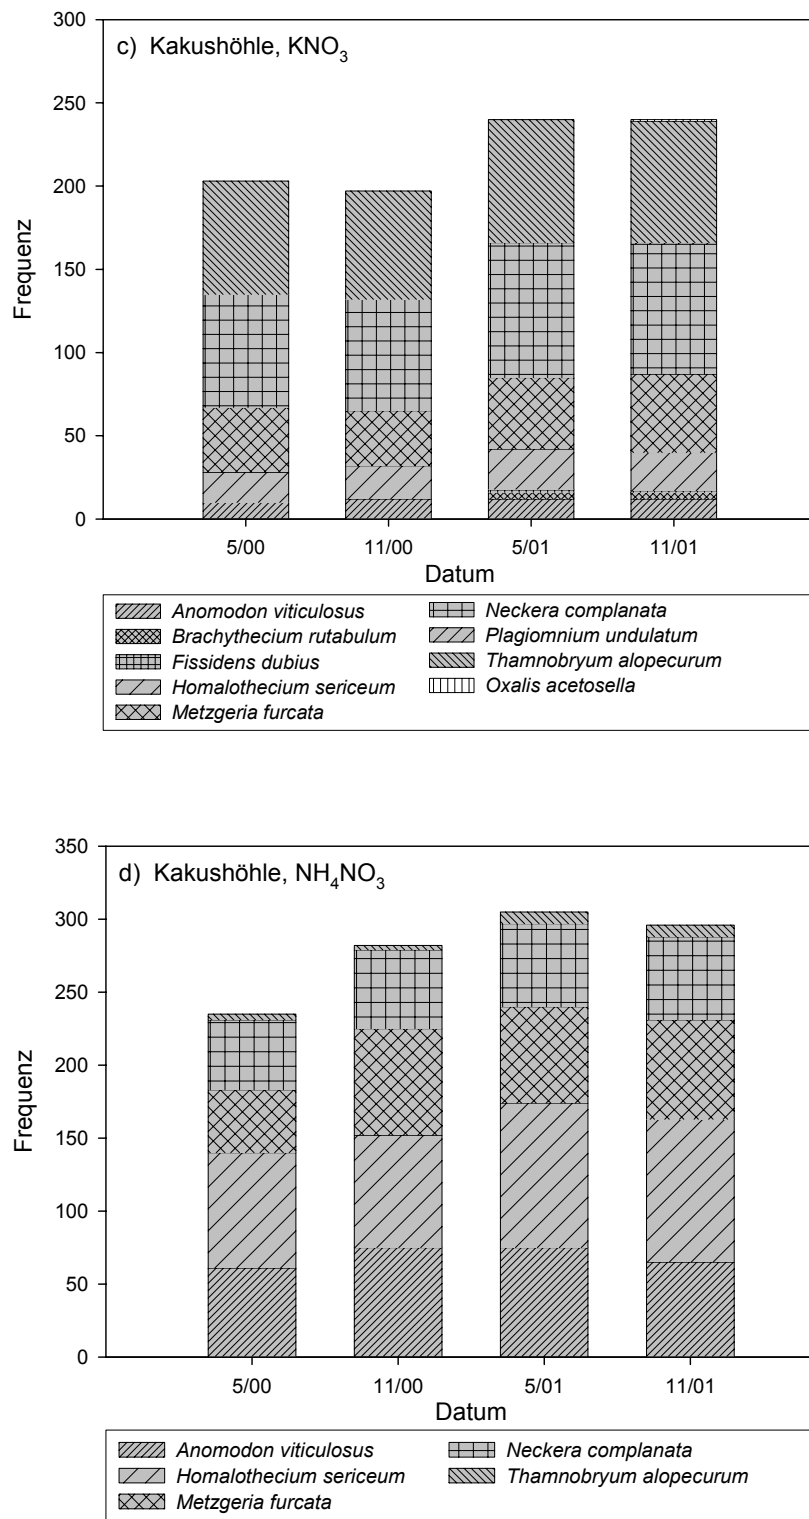 c) Kakushöhle, KNO₃
300
250
200
150
100
50
0
Frequenz
5/00 11/00 5/01 11/01
Datum
Anomodon viticulosus
Brachythecium rutabulum
Fissidens dubius
Homalothecium sericeum
Metzgeria furcata
Neckera complanata
Plagiomnium undulatum
Thamnobryum alopecurum
Oxalis acetosella
d) Kakushöhle, NH₄NO₃
350
300
250
200
150
100
50
0
Frequenz
5/00 11/00 5/01 11/01
Datum
Anomodon viticulosus
Homalothecium sericeum
Metzgeria furcata
Neckera complanata
Thamnobryum alopecurum